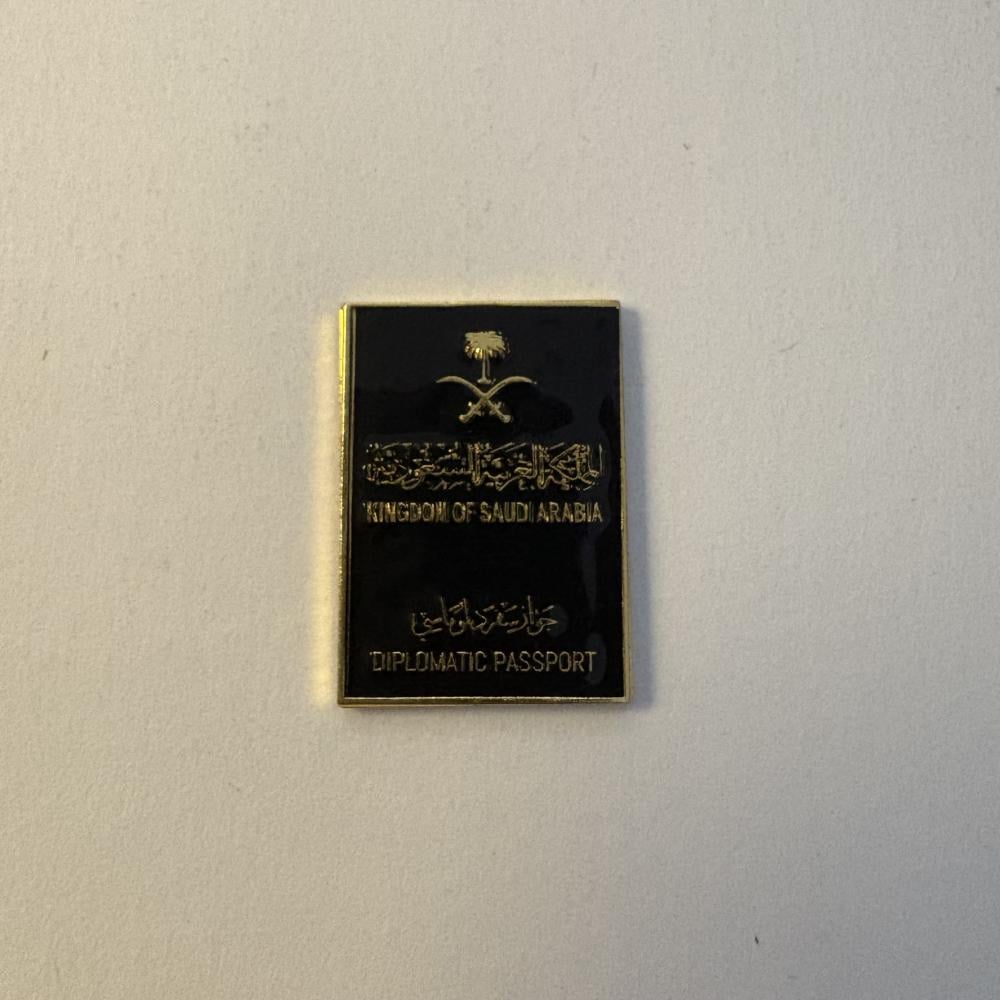 المملكة العربية السعودية
KINGDOM OF SAUDI ARABIA
جواز سفر دبلوماسي
DIPLOMATIC PASSPORT